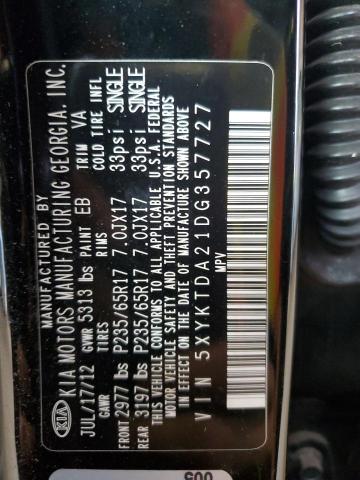 MANUFACTURED BY
KIA KIA MOTORS MANUFACTURING GEORGIA, INC.
JUL/17/12 PAINT EB TRIM VA
GVWR 5313 lbs
GAWR RIMS COLD TIRE INFL
FRONT 2977 lbs P235/65R17 7.0JX17 33psi SINGLE
REAR 3197 lbs P235/65R17 7.0JX17 33psi SINGLE
THIS VEHICLE CONFORMS TO ALL APPLICABLE U.S.A. FEDERAL
MOTOR VEHICLE SAFETY AND THEFT PREVENTION STANDARDS
IN EFFECT ON THE DATE OF MANUFACTURE SHOWN ABOVE
VIN 5XYKTDA21DG357727
MPV